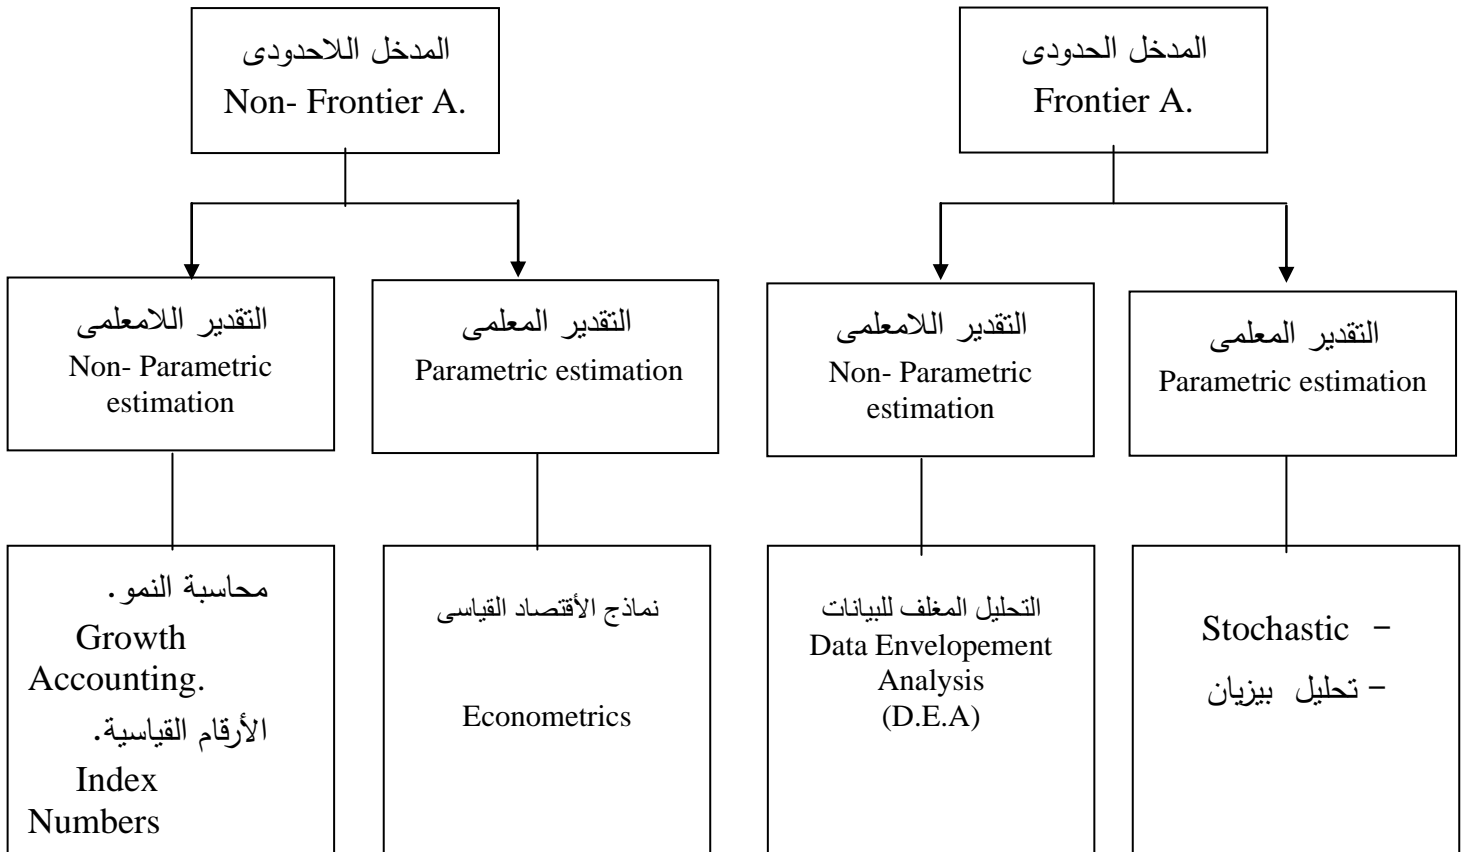 المدخل الحدودى
Frontier A.
المدخل اللاحدودى
Non- Frontier A.
التقدير المعلمى
Parametric estimation
التقدير اللامعلمى
Non- Parametric
estimation
التقدير المعلمى
Parametric estimation
التقدير اللامعلمى
Non- Parametric
estimation
Stochastic –
– تحليل بيزيان
التحليل المغلف للبيانات
Data Envelopement
Analysis
(D.E.A)
نماذج الأقتصاد القياسى
Econometrics
محاسبة النمو.
Growth
Accounting.
الأرقام القياسية.
Index
Numbers